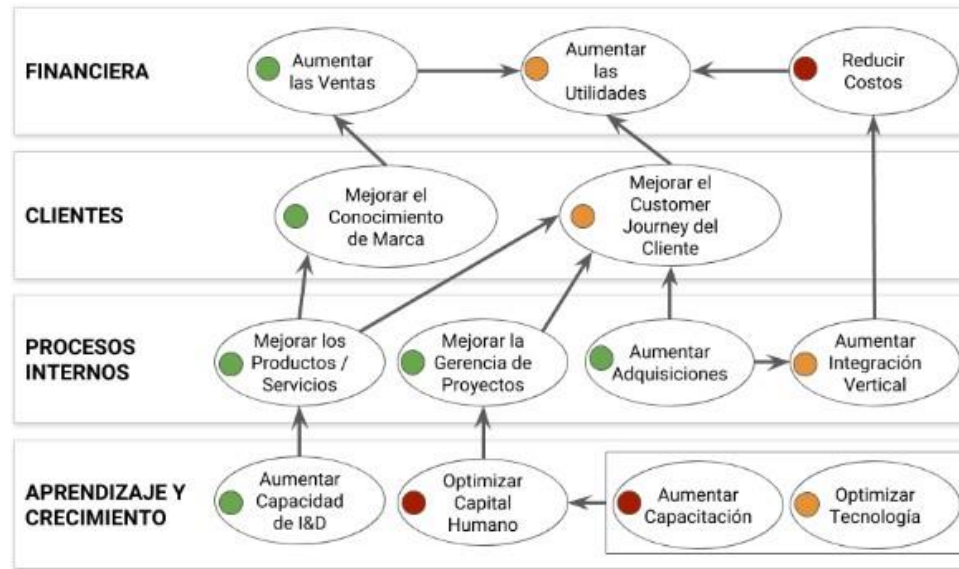 FINANCIERA
Aumentar
las Ventas
Aumentar
las
Utilidades
Reducir
Costos
CLIENTES
Mejorar el
Conocimiento
de Marca
Mejorar el
Customer
Journey del
Cliente
PROCESOS
INTERNOS
Mejorar los
Productos /
Servicios
Mejorar la
Gerencia de
Proyectos
Aumentar
Adquisiciones
Aumentar
Integración
Vertical
APRENDIZAJE Y
CRECIMIENTO
Aumentar
Capacidad
de I&D
Optimizar
Capital
Humano
Aumentar
Capacitación
Optimizar
Tecnología